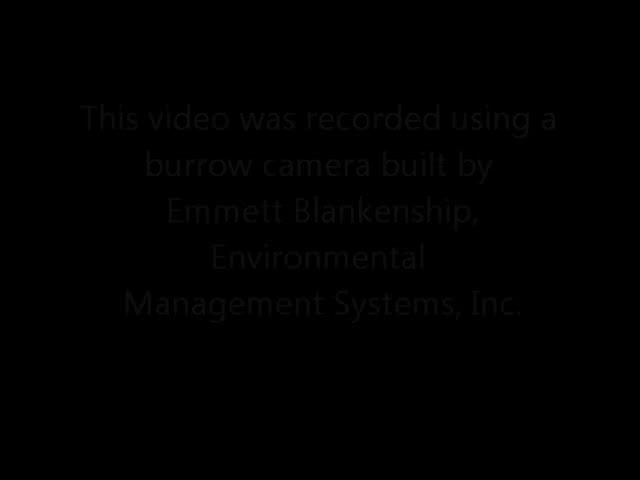 This video was recorded using a
burrow camera built by
Emmett Blankenship,
Environmental
Management Systems, Inc.